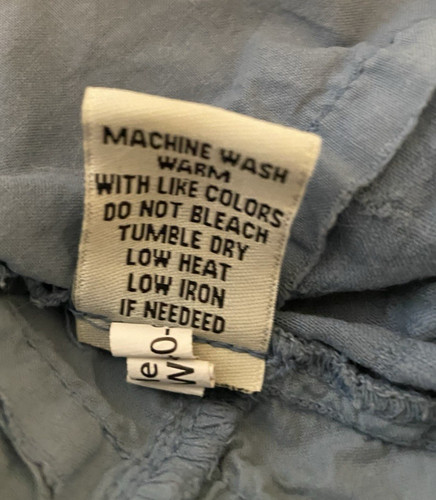 MACHINE WASH
WARM
WITH LIKE COLORS
DO NOT BLEACH
TUMBLE DRY
LOW HEAT
LOW IRON
IF NEEDEED